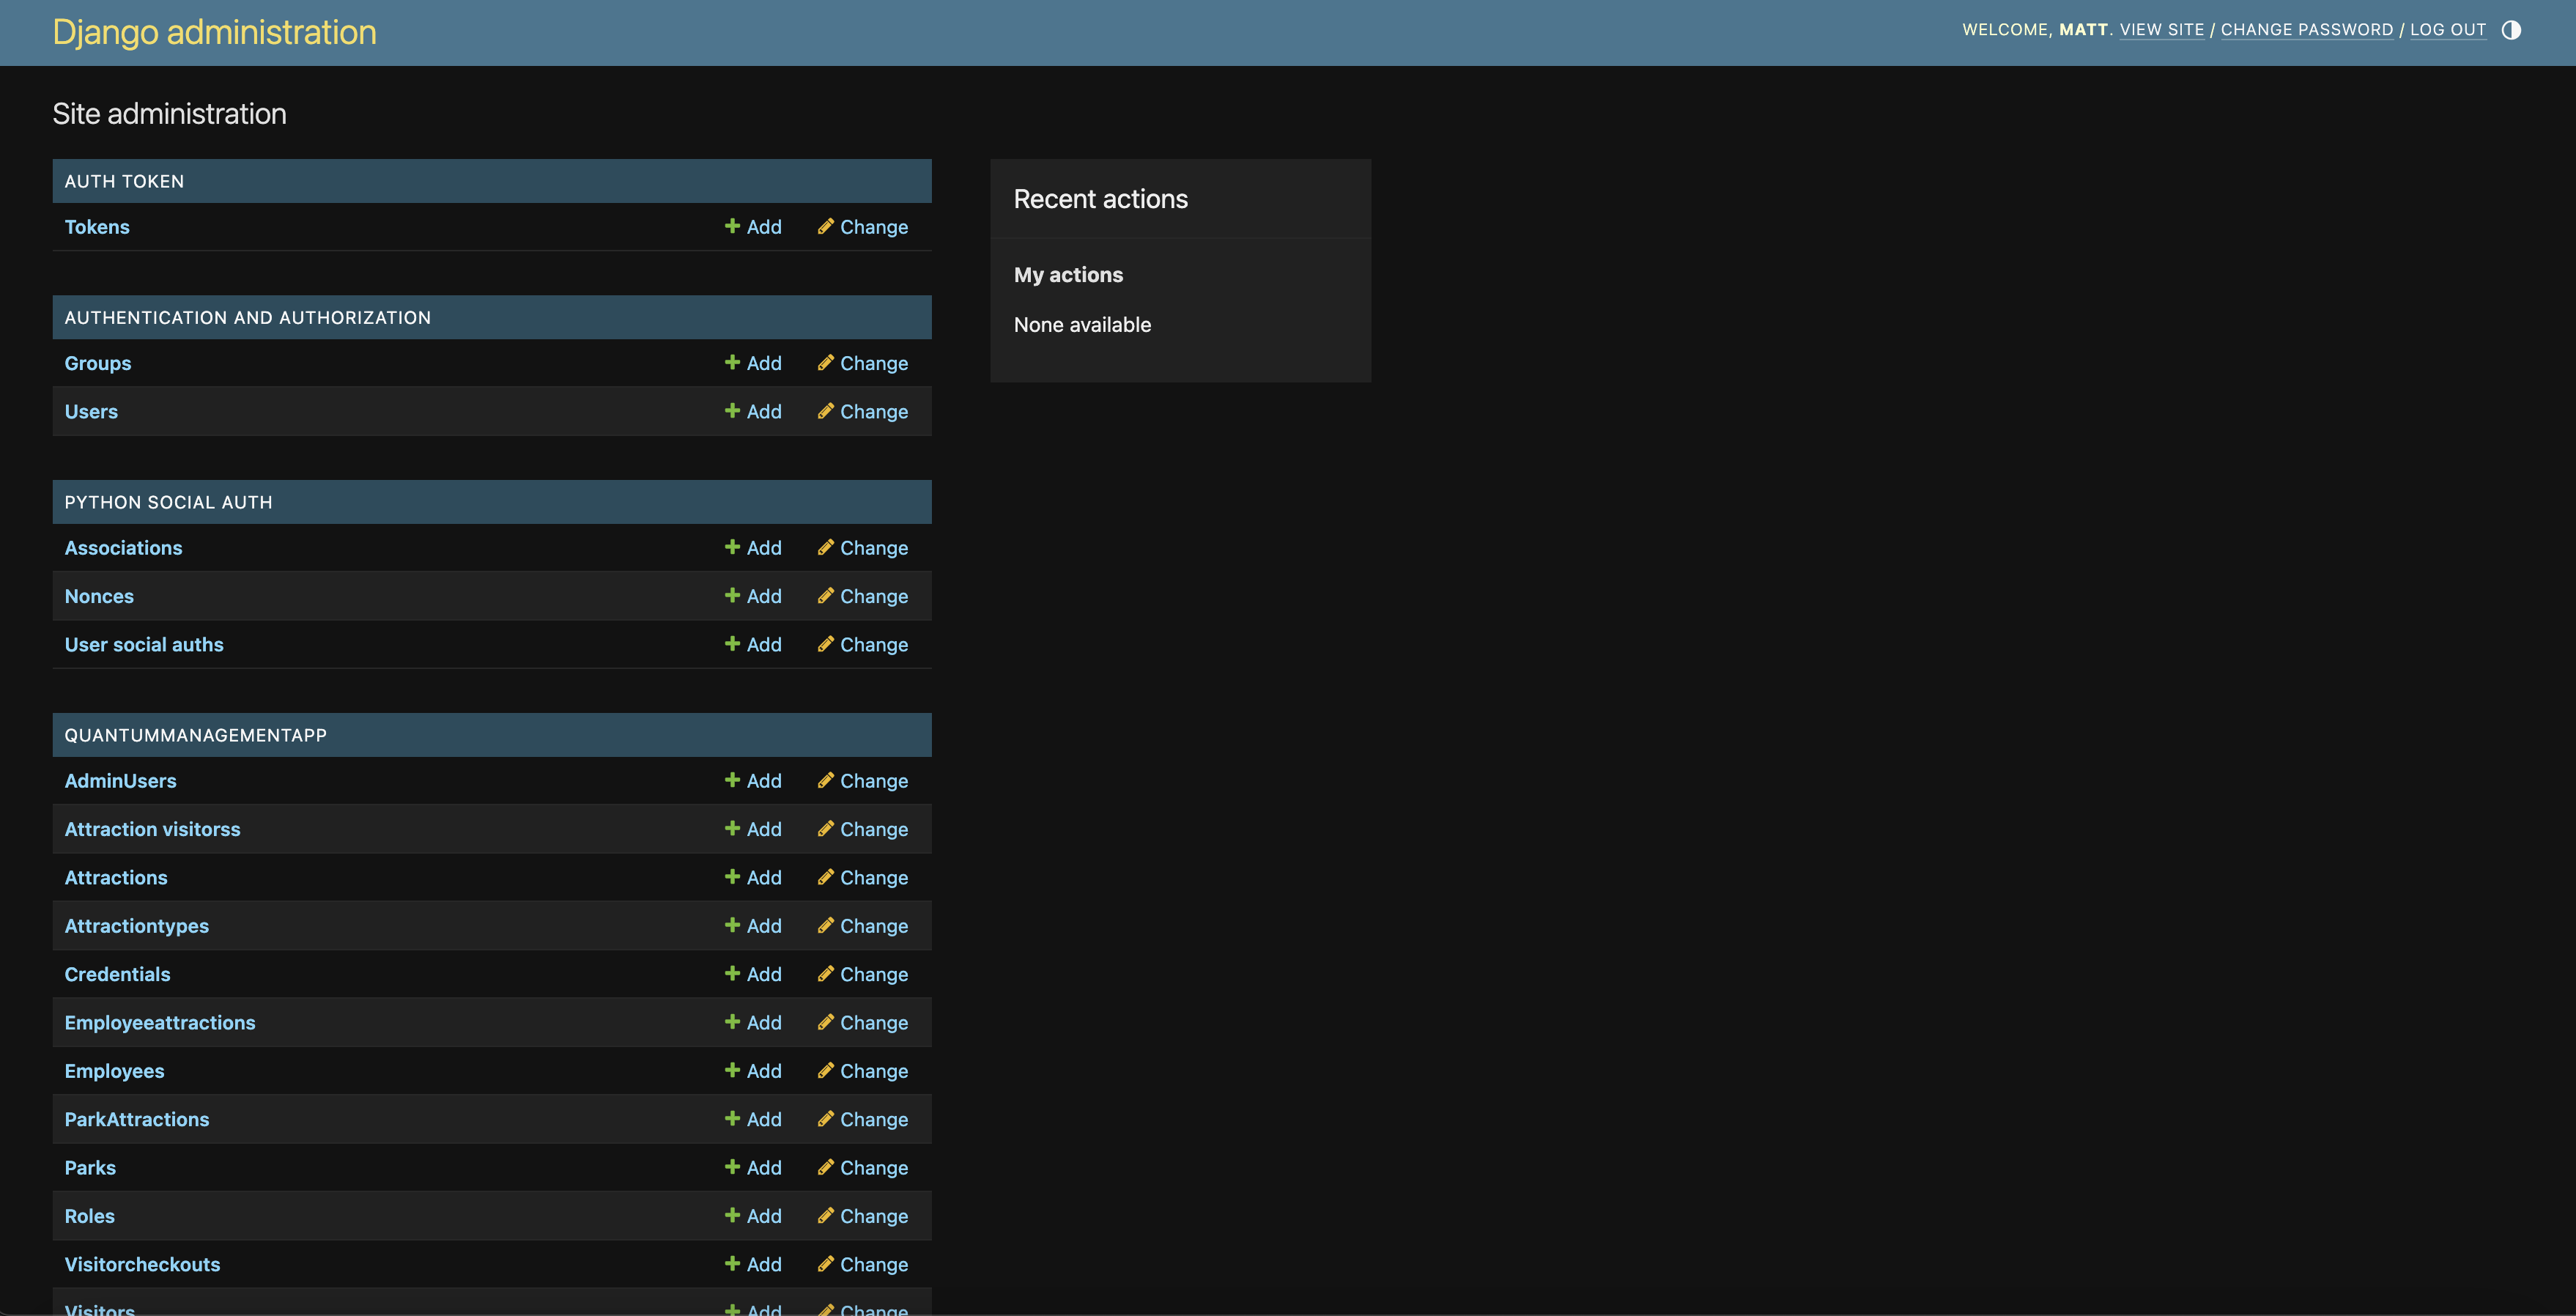 Django administration
WELCOME, MATT. VIEW SITE / CHANGE PASSWORD / LOG OUT
Site administration
AUTH TOKEN
Tokens Add Change
AUTHENTICATION AND AUTHORIZATION
Groups Add Change
Users Add Change
PYTHON SOCIAL AUTH
Associations Add Change
Nonces Add Change
User social auths Add Change
QUANTUMMANAGEMENTAPP
AdminUsers Add Change
Attraction visitorss Add Change
Attractions Add Change
Attractiontypes Add Change
Credentials Add Change
Employeeattractions Add Change
Employees Add Change
ParkAttractions Add Change
Parks Add Change
Roles Add Change
Visitorcheckouts Add Change
Visitors Add Change
Recent actions
My actions
None available